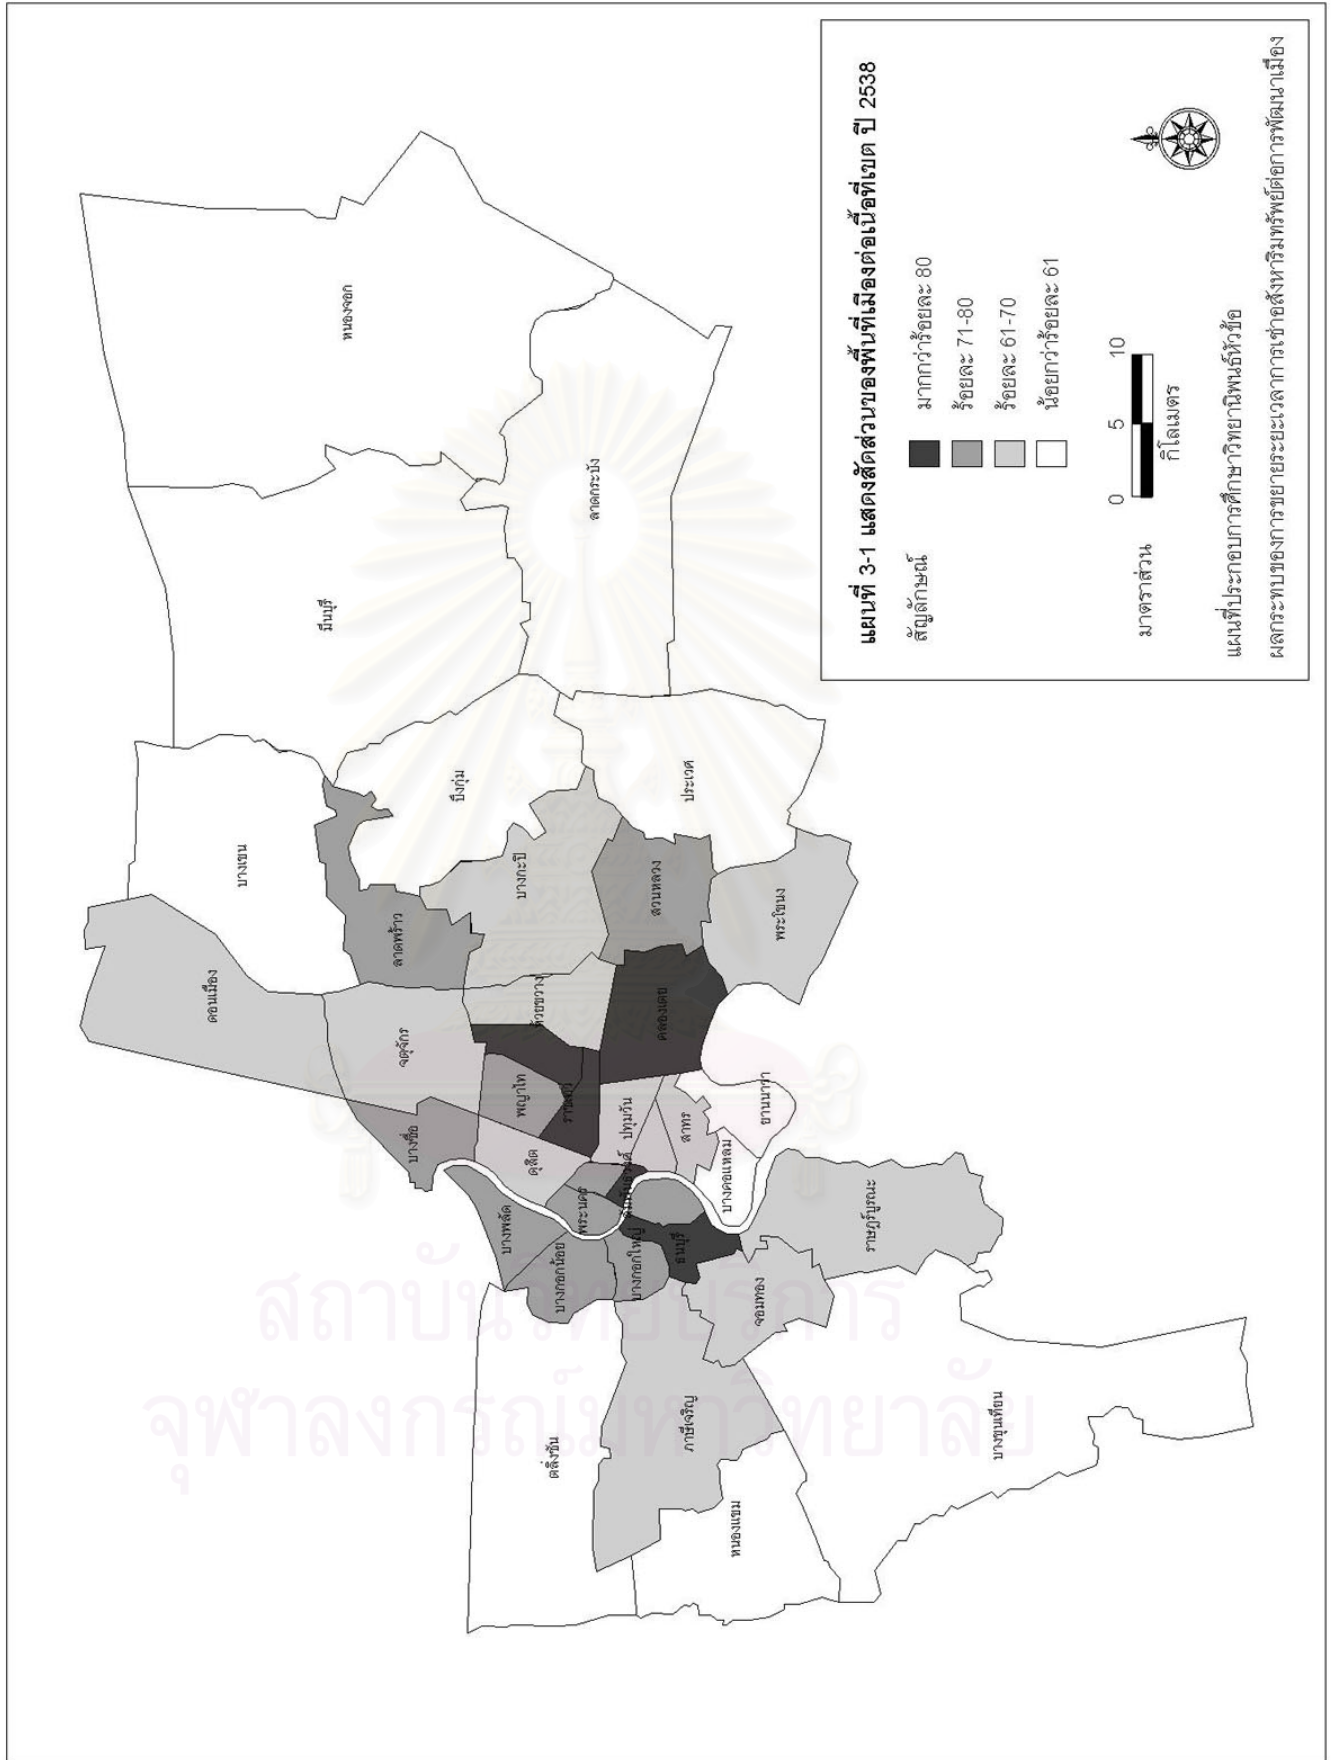 หนองจอก
มีนบุรี
ลาดกระบัง
บางเขน
บึงกุ่ม
ประเวศ
ดอนเมือง
ลาดพร้าว
บางกะปิ
สวนหลวง
พระโขนง
จตุจักร
ห้วยขวาง
คลองเตย
บางซื่อ
พญาไท
ราชเทวี
ดุสิต
ปทุมวัน
สาทร
ยานนาวา
บางคอแหลม
บางพลัด
พระนคร
สัมพันธวงศ์
บางกอกน้อย
บางกอกใหญ่
ธนบุรี
ราษฎร์บูรณะ
จอมทอง
ตลิ่งชัน
ภาษีเจริญ
หนองแขม
บางขุนเทียน
แผนที่ 3-1 แสดงสัดส่วนของพื้นที่เมืองต่อเนื้อที่เขต ปี 2538
สัญลักษณ์
มากกว่าร้อยละ 80
ร้อยละ 71-80
ร้อยละ 61-70
น้อยกว่าร้อยละ 61
มาตราส่วน
0 5 10
กิโลเมตร
แผนที่ประกอบการศึกษาวิทยานิพนธ์หัวข้อ
ผลกระทบของการขยายระยะเวลาการเช่าอสังหาริมทรัพย์ต่อการพัฒนาเมือง
สถาบันวิทยบริการ
จุฬาลงกรณ์มหาวิทยาลัย